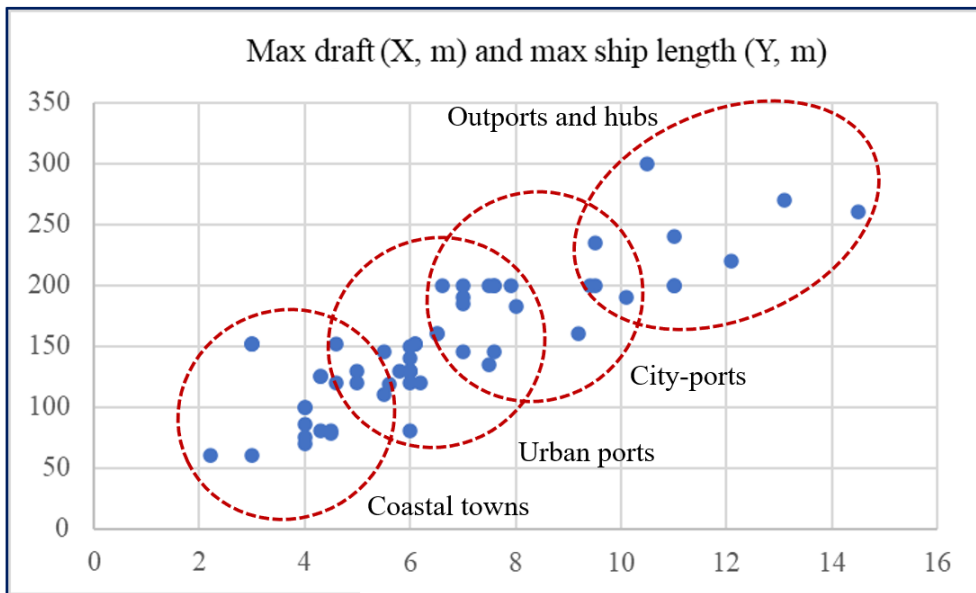 Max draft (X, m) and max ship length (Y, m)
350
Outports and hubs
300
250
200
150
City-ports
100
Urban ports
50
Coastal towns
0
0 2 4 6 8 10 12 14 16